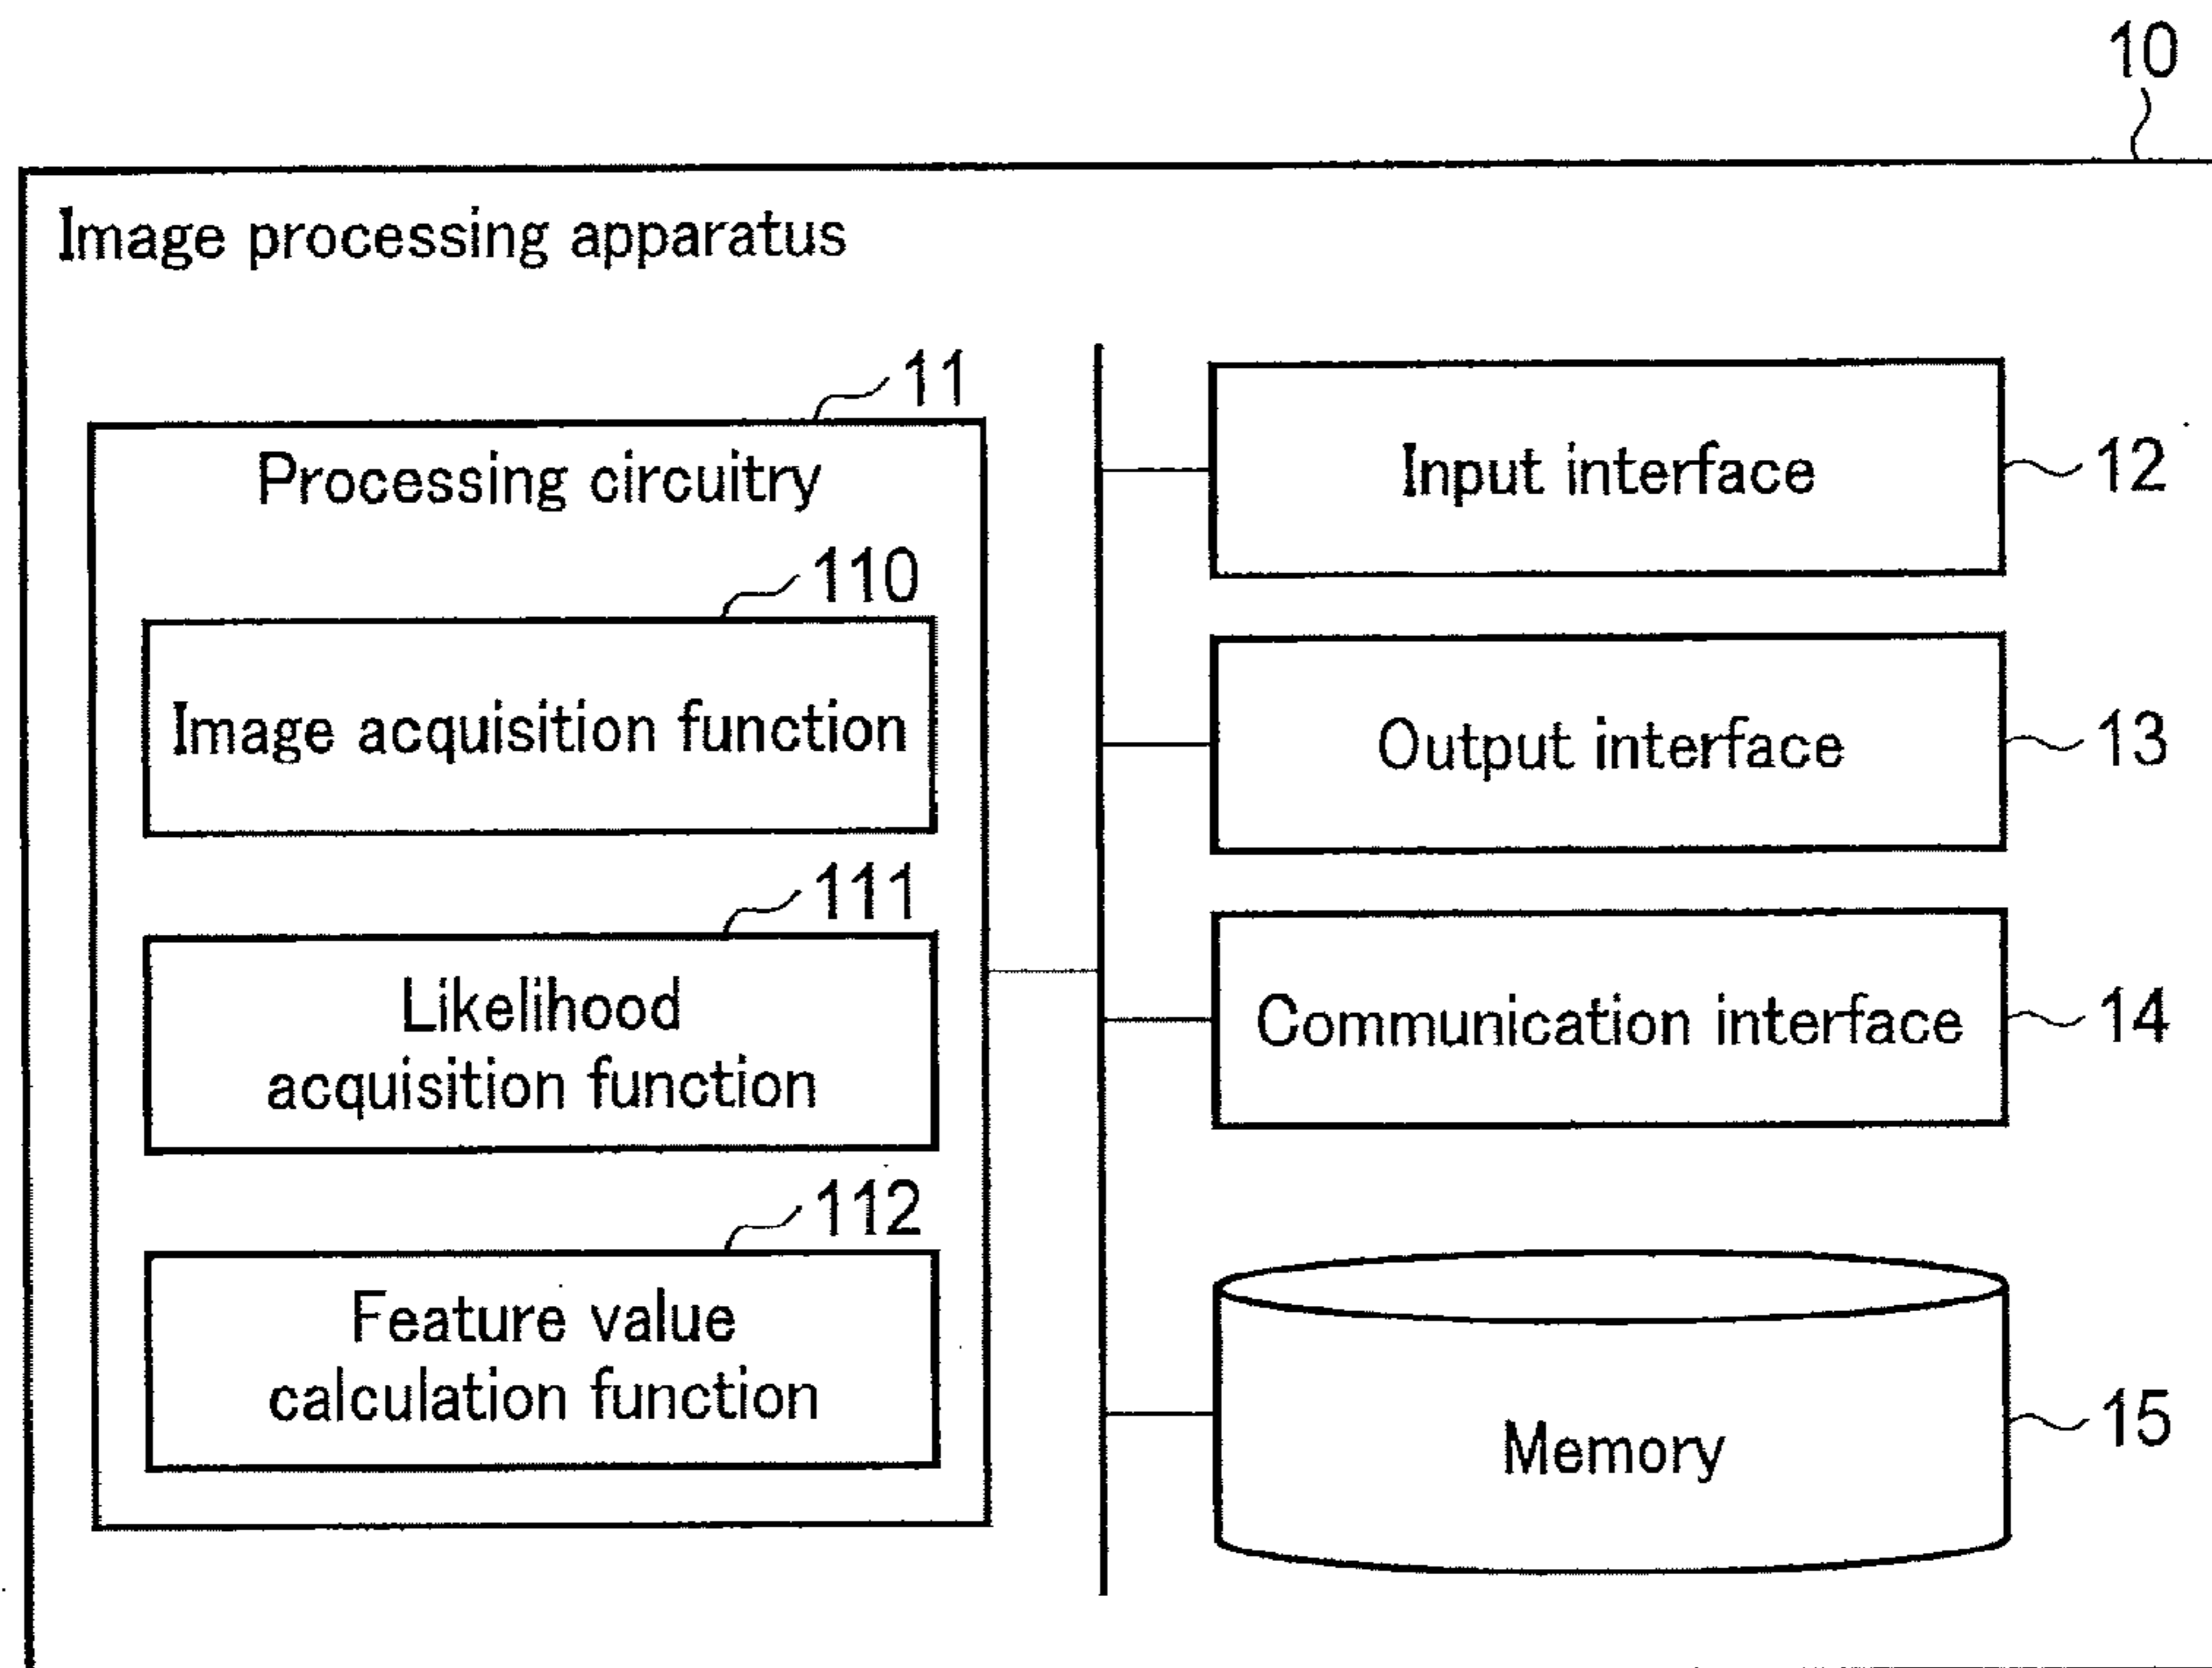 10
Image processing apparatus
11
Processing circuitry
110
Image acquisition function
111
Likelihood
acquisition function
112
Feature value
calculation function
Input interface
12
Output interface
13
Communication interface
14
Memory
15